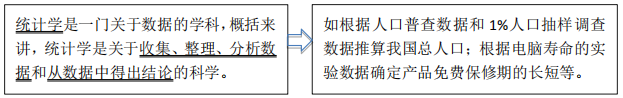 统计学是一门关于数据的学科，概括来
讲，统计学是关于收集、整理、分析数
据和从数据中得出结论的科学。
如根据人口普查数据和 1%人口抽样调查
数据推算我国总人口；根据电脑寿命的实
验数据确定产品免费保修期的长短等。